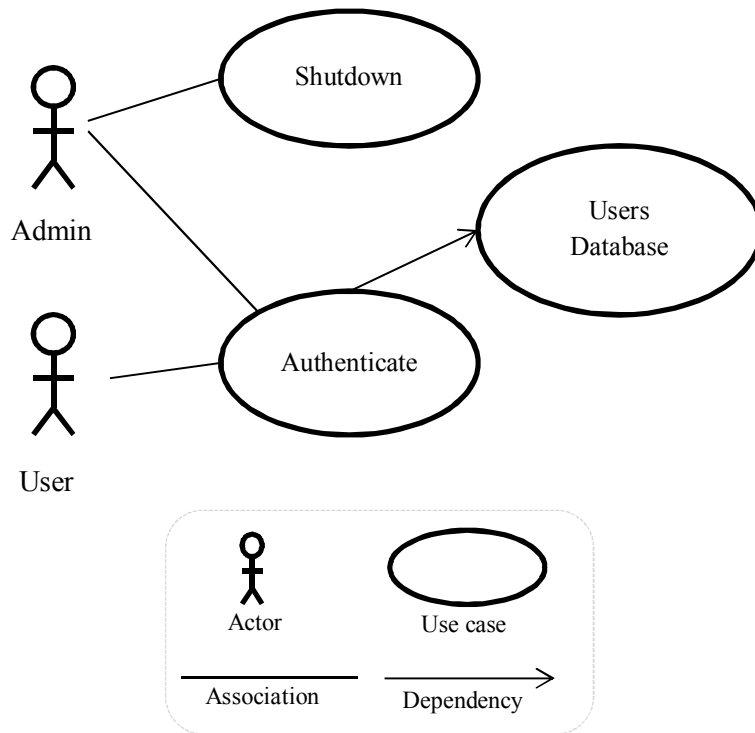 Shutdown
Admin
Users
Database
Authenticate
User
Actor
Use case
Association
Dependency